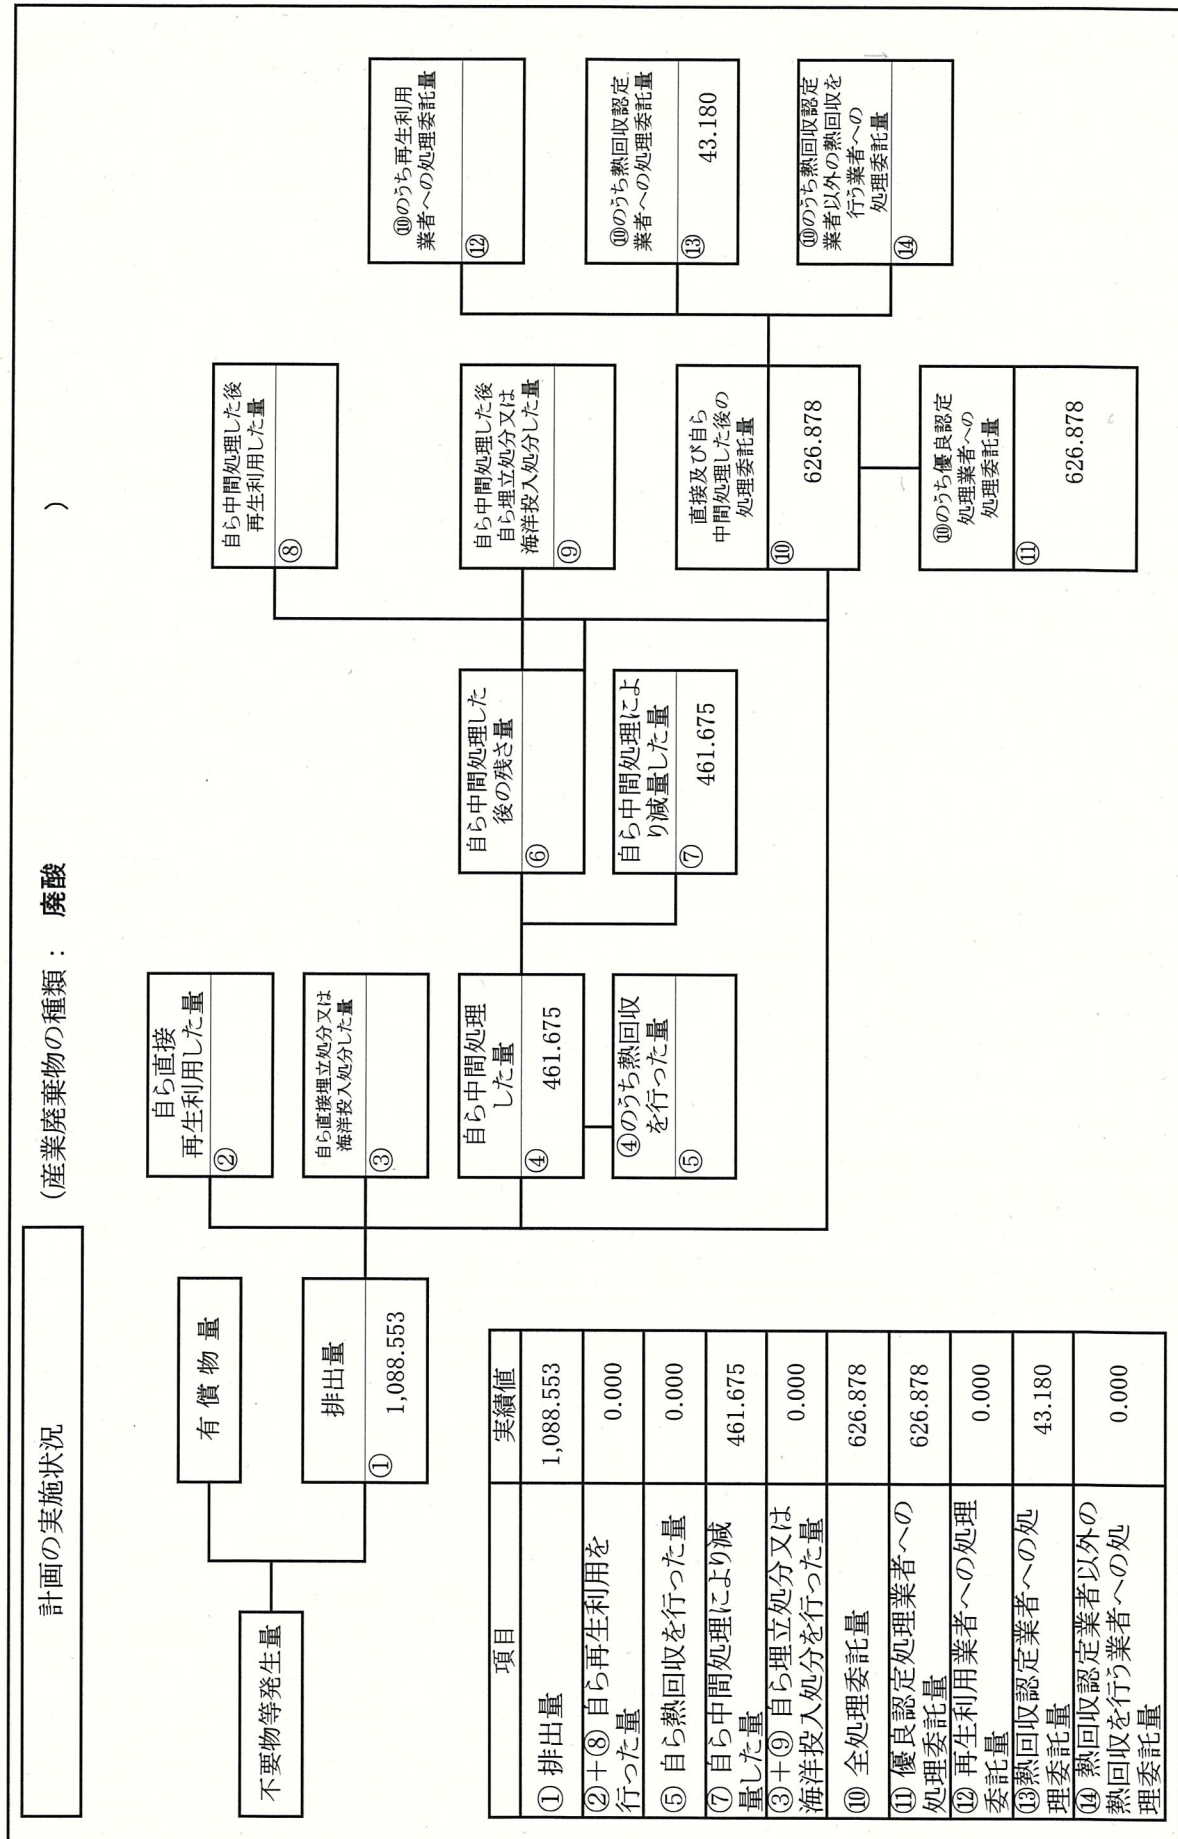 計画の実施状況
(産業廃棄物の種類： 廃酸 )
不要物等発生量
有償物量
排出量
① 1,088.553
自ら直接
再生利用した量
②
自ら直接埋立処分又は
海洋投入処分した量
③
自ら中間処理
した量
④ 461.675
④のうち熱回収
を行った量
⑤
自ら中間処理した
後の残さ量
⑥
自ら中間処理によ
り減量した量
⑦ 461.675
自ら中間処理した後
再生利用した量
⑧
自ら中間処理した後
自ら埋立処分又は
海洋投入処分した量
⑨
直接及び自ら
中間処理した後の
処理委託量
⑩ 626.878
⑩のうち優良認定
処理業者への
処理委託量
⑪ 626.878
⑩のうち再生利用
業者への処理委託量
⑫
⑩のうち熱回収認定
業者への処理委託量
⑬ 43.180
⑩のうち熱回収認定
業者以外の熱回収を
行う業者への
処理委託量
⑭
項目 実績値
① 排出量 1,088.553
②＋⑧ 自ら再生利用を
行った量 0.000
⑤ 自ら熱回収を行った量 0.000
⑦ 自ら中間処理により減
量した量 461.675
③＋⑨ 自ら埋立処分又は
海洋投入処分を行った量 0.000
⑩ 全処理委託量 626.878
⑪ 優良認定処理業者への
処理委託量 626.878
⑫ 再生利用業者への処理
委託量 0.000
⑬熱回収認定業者への処
理委託量 43.180
⑭ 熱回収認定業者以外の
熱回収を行う業者への処
理委託量 0.000